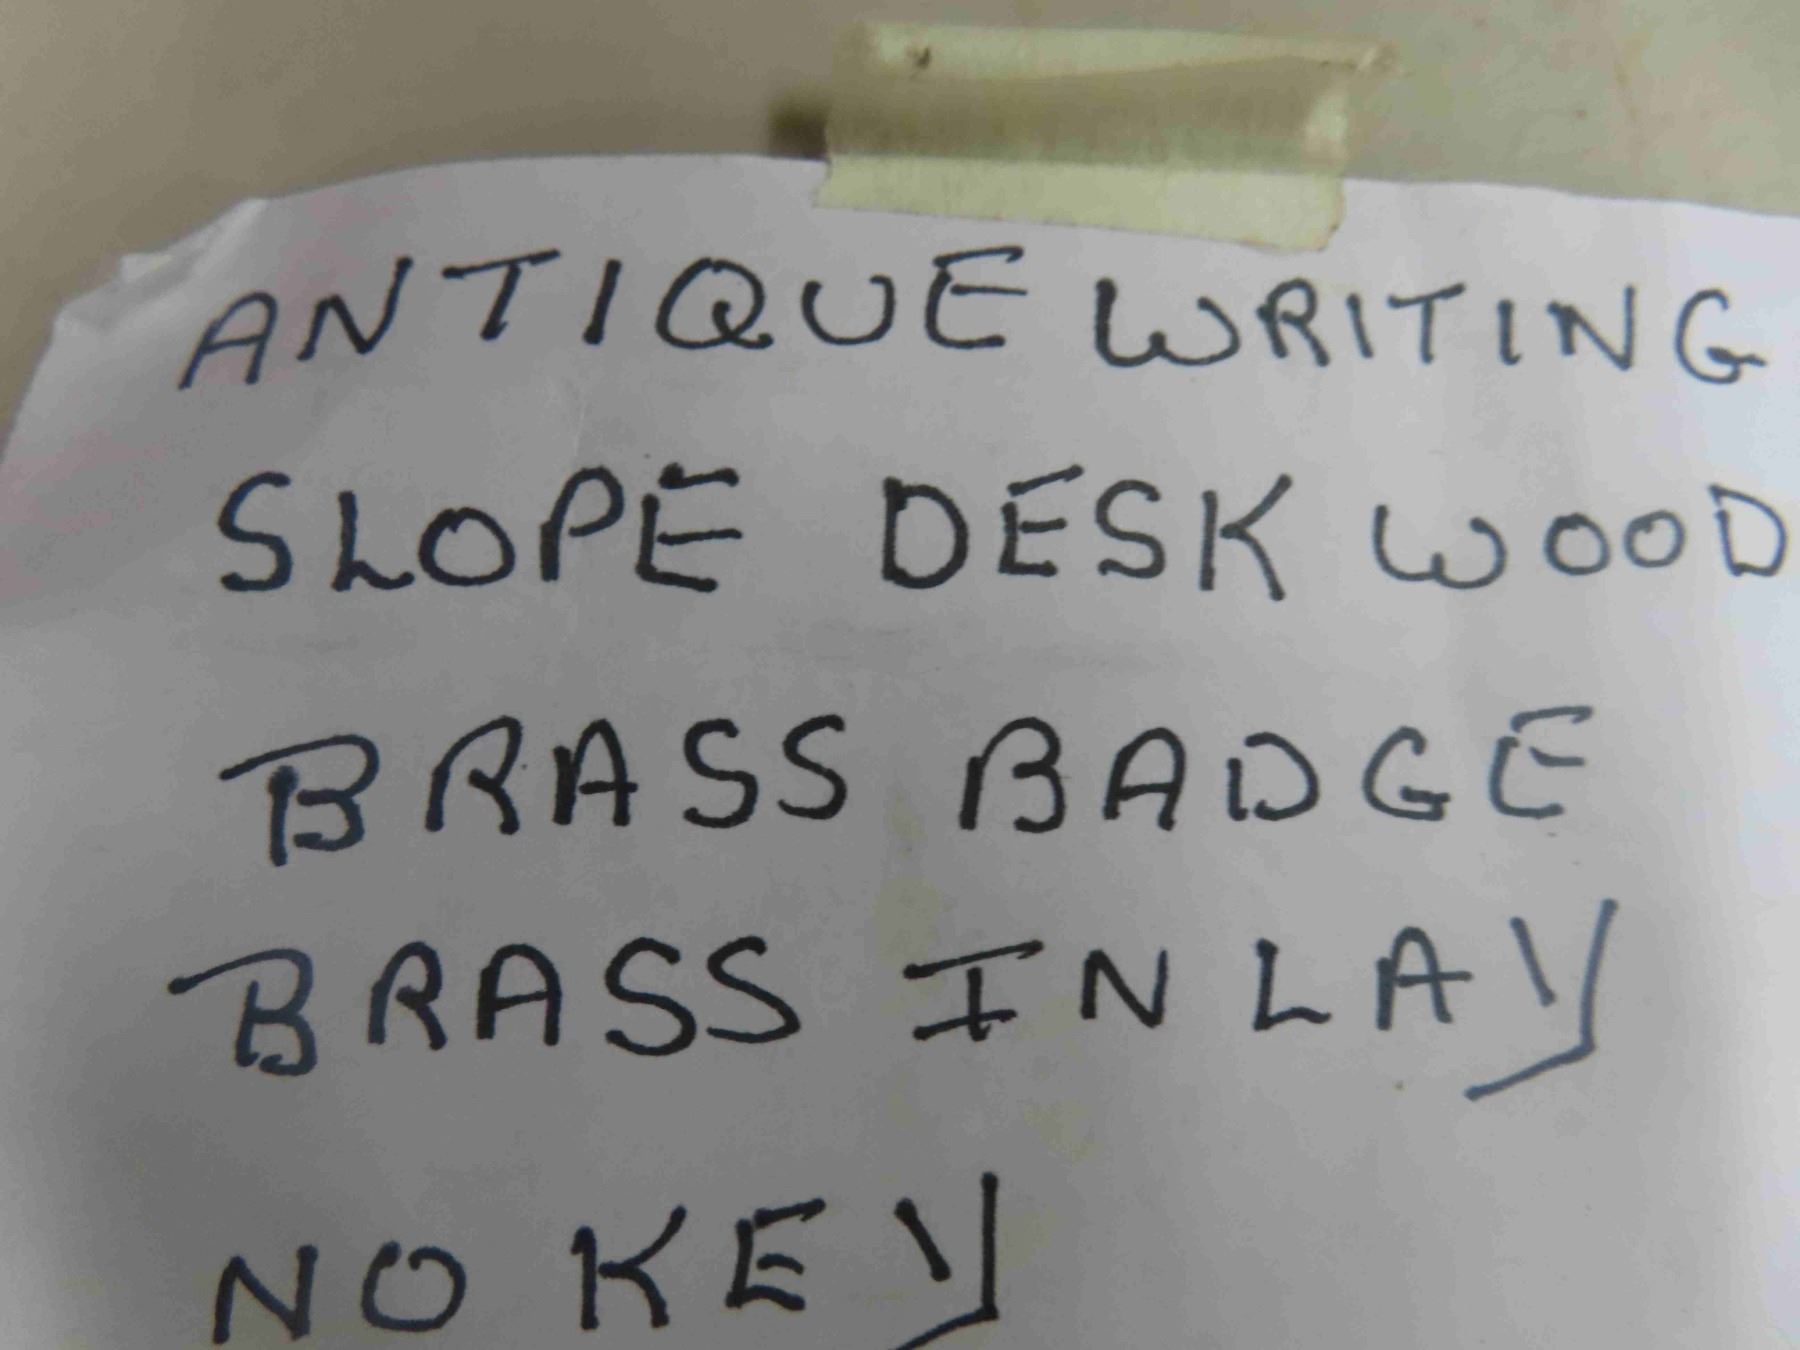 ANTIQUE WRITING
SLOPE DESK WOOD
BRASS BADGE
BRASS INLAY
NO KEY